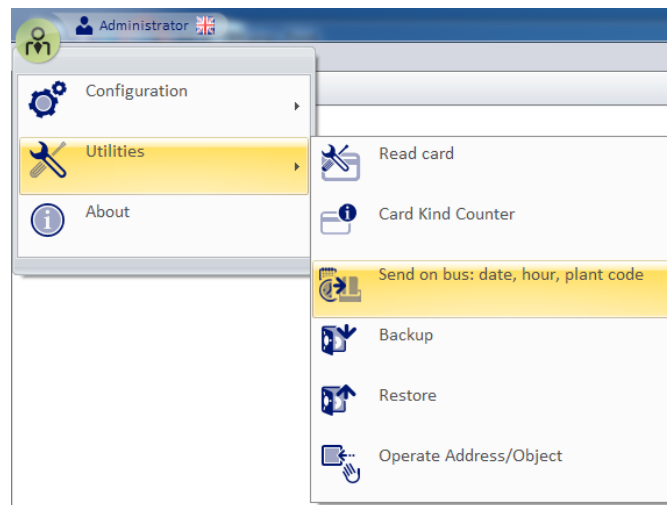 Administrator
Configuration
Utilities
About
Read card
Card Kind Counter
Send on bus: date, hour, plant code
Backup
Restore
Operate Address/Object